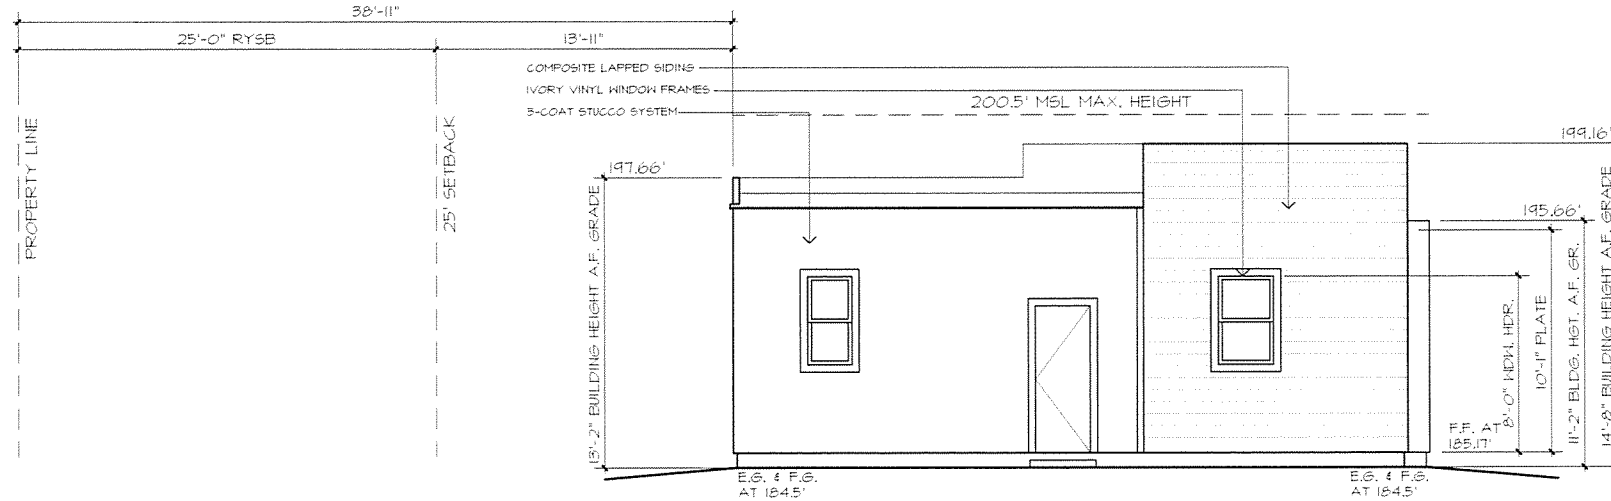 38'-11"
25'-0" RYSB
13'-11"
COMPOSITE LAPPED SIDING
IVORY VINYL WINDOW FRAMES
3-COAT STUCCO SYSTEM
200.5' MSL MAX. HEIGHT
PROPERTY LINE
25' SETBACK
197.66'
199.16'
195.66'
13'-2" BUILDING HEIGHT A.F. GRADE
8'-0" WDW. HDR.
10'-1" PLATE
11'-2" BLDG. HGT. A.F. GR.
14'-8" BUILDING HEIGHT A.F. GRADE
F.F. AT
185.17'
E.G. & F.G.
AT 184.5'
E.G. & F.G.
AT 184.5'